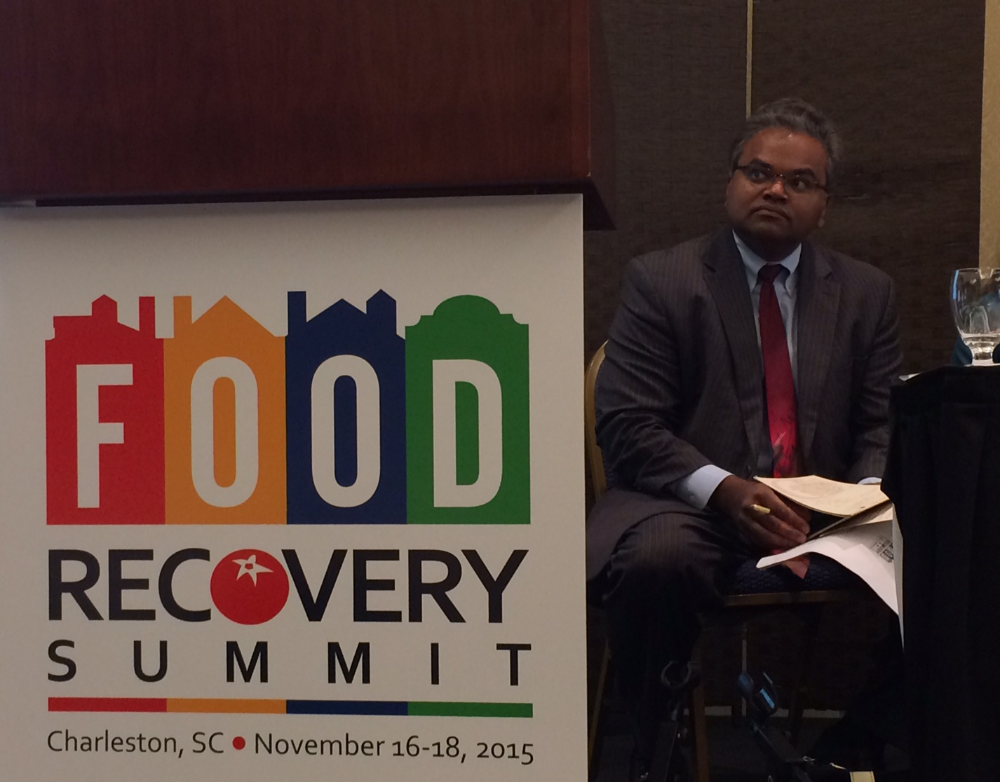 FOOD
RECOVERY
SUMMIT
Charleston, SC • November 16-18, 2015